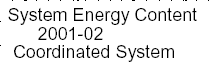 System Energy Content
2001-02
Coordinated System